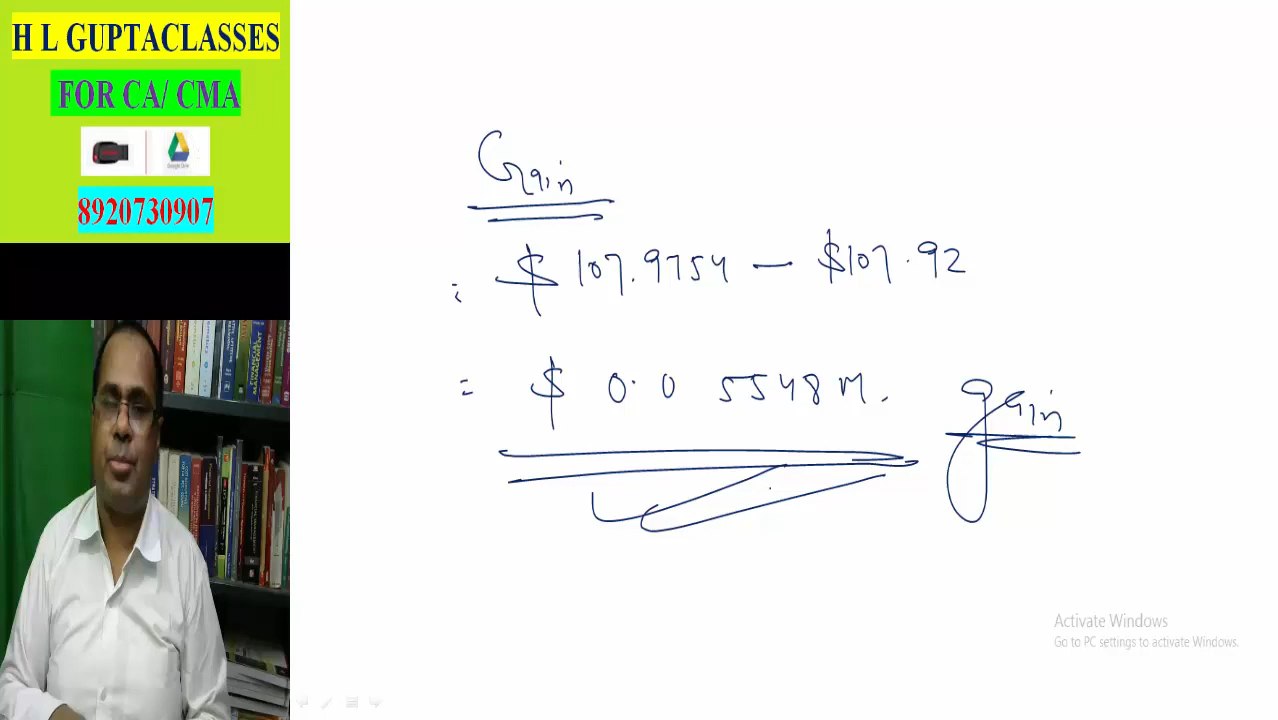 H L GUPTACLASSES
FOR CA/ CMA
8920730907
Gain
= $ 107.9754 — $107.92
= $ 0.05548 M. gain
Activate Windows
Go to PC settings to activate Windows.